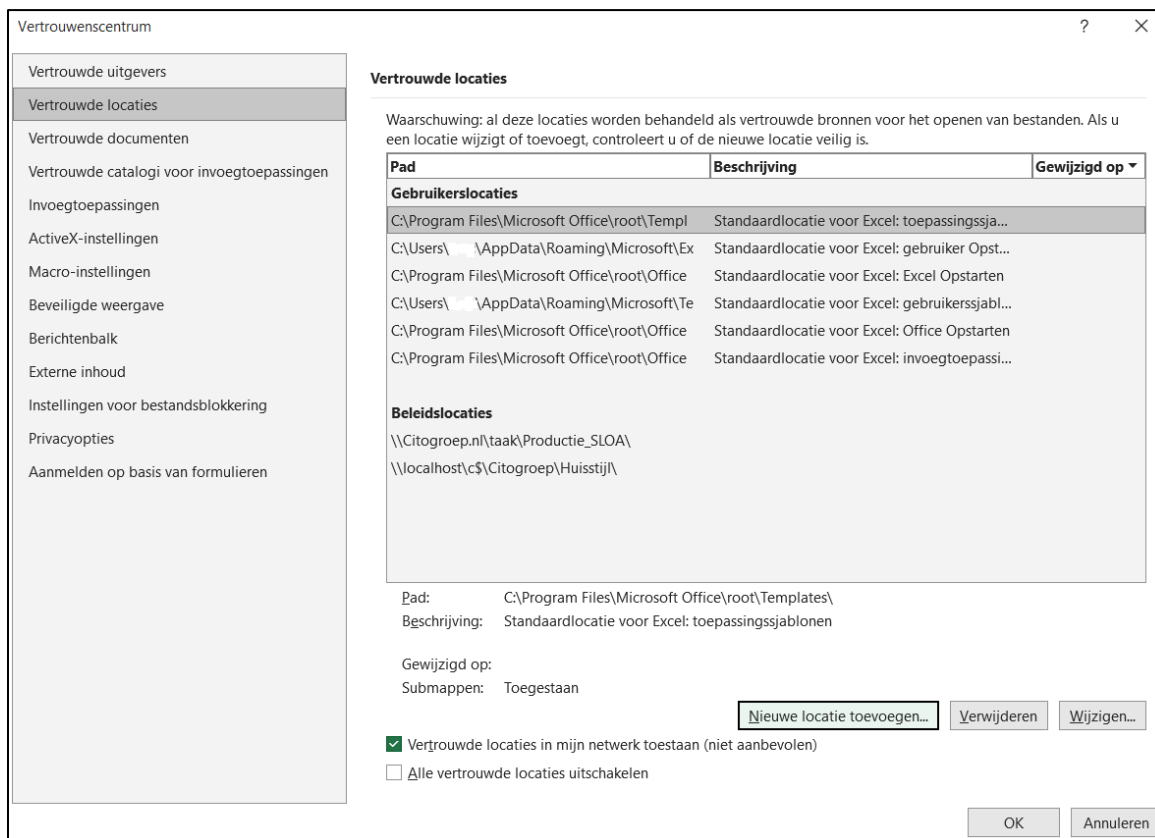 Vertrouwenscentrum
?
Vertrouwde uitgevers
Vertrouwde locaties
Vertrouwde documenten
Vertrouwde catalogi voor invoegtoepassingen
Invoegtoepassingen
ActiveX-instellingen
Macro-instellingen
Beveiligde weergave
Berichtenbalk
Externe inhoud
Instellingen voor bestandsblokkering
Privacyopties
Aanmelden op basis van formulieren
Vertrouwde locaties
Waarschuwing: al deze locaties worden behandeld als vertrouwde bronnen voor het openen van bestanden. Als u
een locatie wijzigt of toevoegt, controleert u of de nieuwe locatie veilig is.
Pad Beschrijving Gewijzigd op
Gebruikerslocaties
C:\Program Files\Microsoft Office\root\Templ Standaardlocatie voor Excel: toepassingssja...
C:\Users\ \AppData\Roaming\Microsoft\Ex Standaardlocatie voor Excel: gebruiker Opst...
C:\Program Files\Microsoft Office\root\Office Standaardlocatie voor Excel: Excel Opstarten
C:\Users\ \AppData\Roaming\Microsoft\Te Standaardlocatie voor Excel: gebruikerssjabl...
C:\Program Files\Microsoft Office\root\Office Standaardlocatie voor Excel: Office Opstarten
C:\Program Files\Microsoft Office\root\Office Standaardlocatie voor Excel: invoegtoepassi...
Beleidslocaties
\\Citogroep.nl\taak\Productie_SLOA\
\\localhost\c$\Citogroep\Huisstijl\
Pad: C:\Program Files\Microsoft Office\root\Templates\
Beschrijving: Standaardlocatie voor Excel: toepassingssjablonen
Gewijzigd op:
Submappen: Toegestaan
Nieuwe locatie toevoegen... Verwijderen Wijzigen...
Vertrouwde locaties in mijn netwerk toestaan (niet aanbevolen)
Alle vertrouwde locaties uitschakelen
OK Annuleren